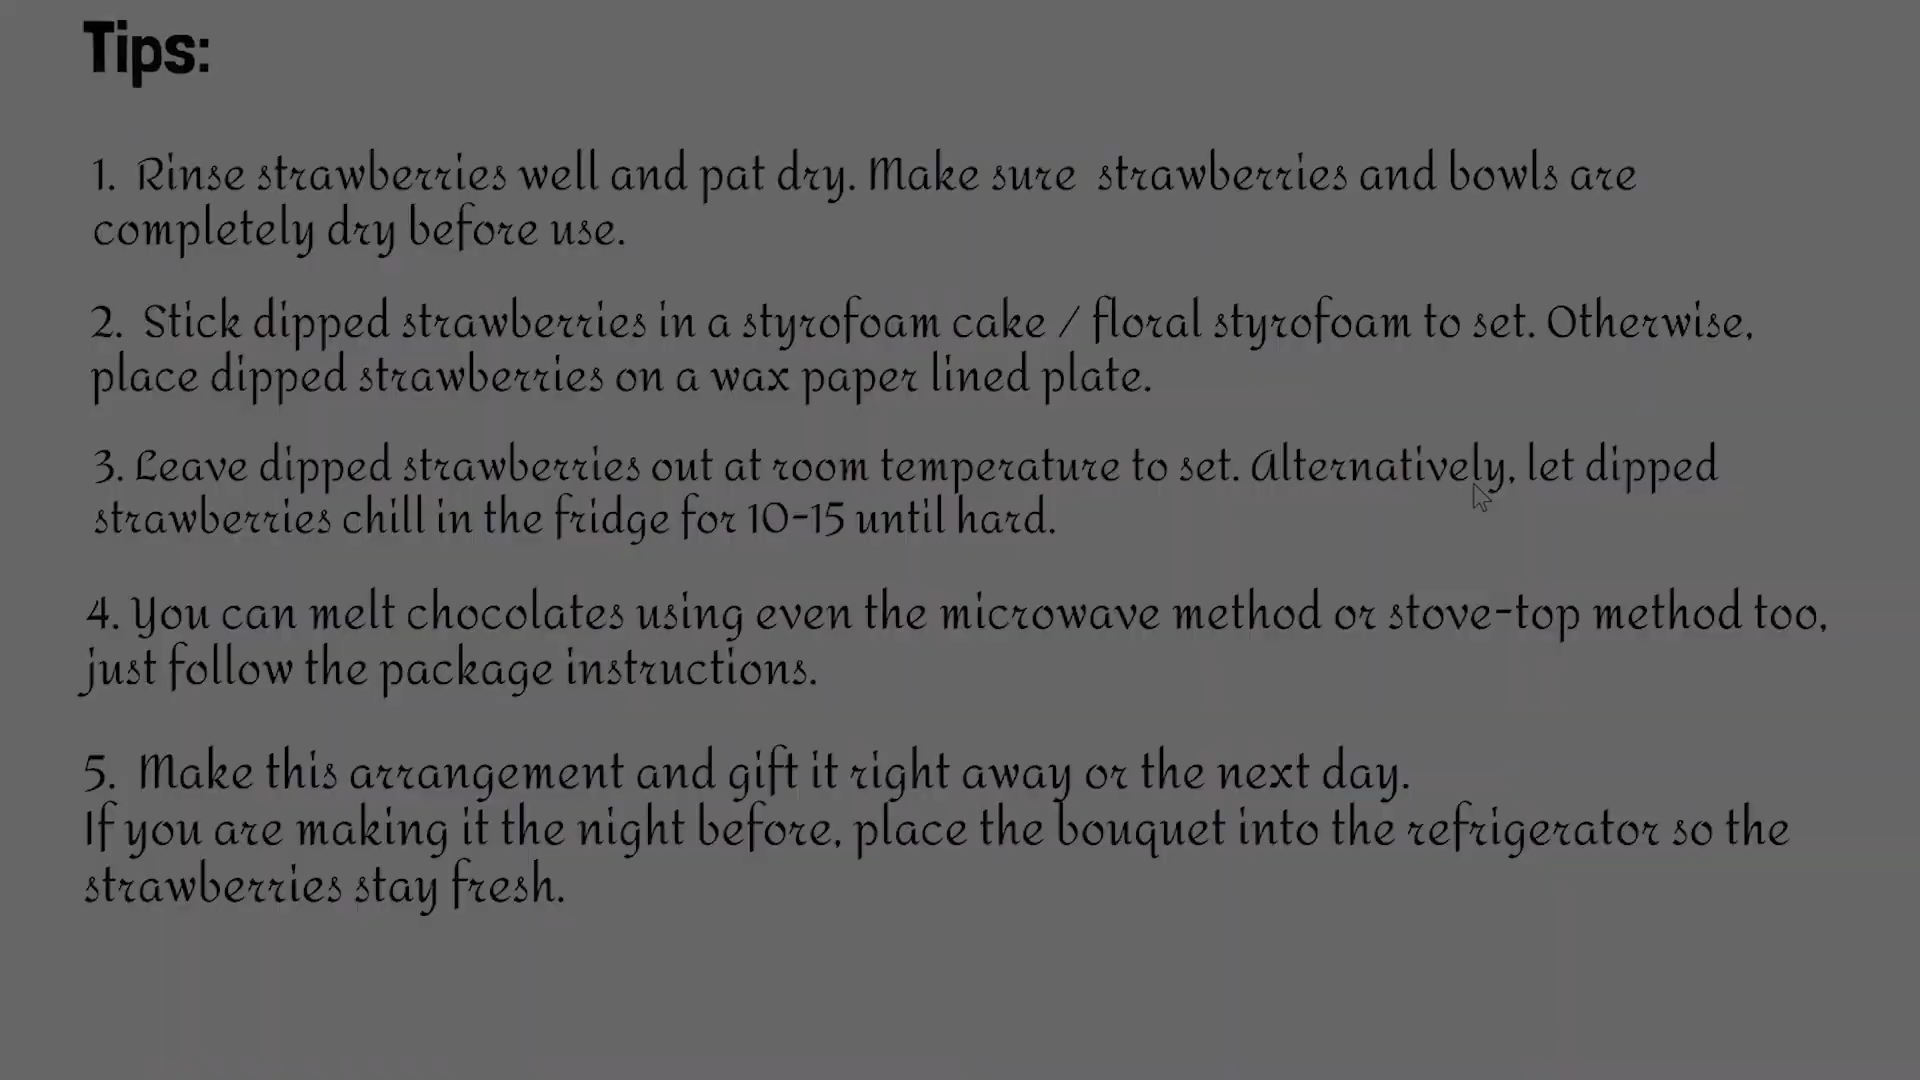 Tips:
1. Rinse strawberries well and pat dry. Make sure strawberries and bowls are
completely dry before use.
2. Stick dipped strawberries in a styrofoam cake / floral styrofoam to set. Otherwise,
place dipped strawberries on a wax paper lined plate.
3. Leave dipped strawberries out at room temperature to set. Alternatively, let dipped
strawberries chill in the fridge for 10-15 until hard.
4. You can melt chocolates using even the microwave method or stove-top method too,
just follow the package instructions.
5. Make this arrangement and gift it right away or the next day.
If you are making it the night before, place the bouquet into the refrigerator so the
strawberries stay fresh.